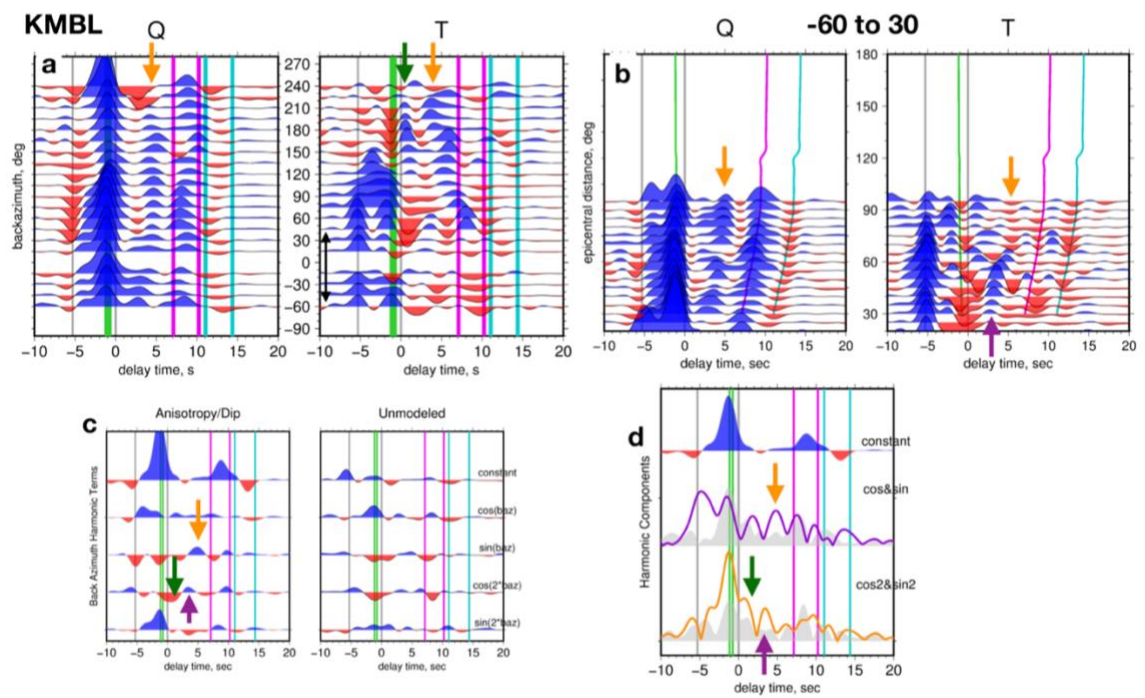 KMBL
Q
T
-60 to 30
Q
T
a
backazimuth, deg
270
240
210
180
150
120
90
60
30
0
−30
−60
−90
−10 −5 0 5 10 15 20
delay time, s
−10 −5 0 5 10 15 20
delay time, s
b
epicentral distance, deg
180
150
120
90
60
30
−10 −5 0 5 10 15 20
delay time, sec
−10 −5 0 5 10 15 20
delay time, sec
c
Anisotropy/Dip
Unmodeled
Back Azimuth Harmonic Terms
constant
cos(baz)
sin(baz)
cos(2*baz)
sin(2*baz)
−10 −5 0 5 10 15 20
delay time, sec
−10 −5 0 5 10 15 20
delay time, sec
d
Harmonic Components
constant
cos&sin
cos2&sin2
−10 −5 0 5 10 15 20
delay time, sec